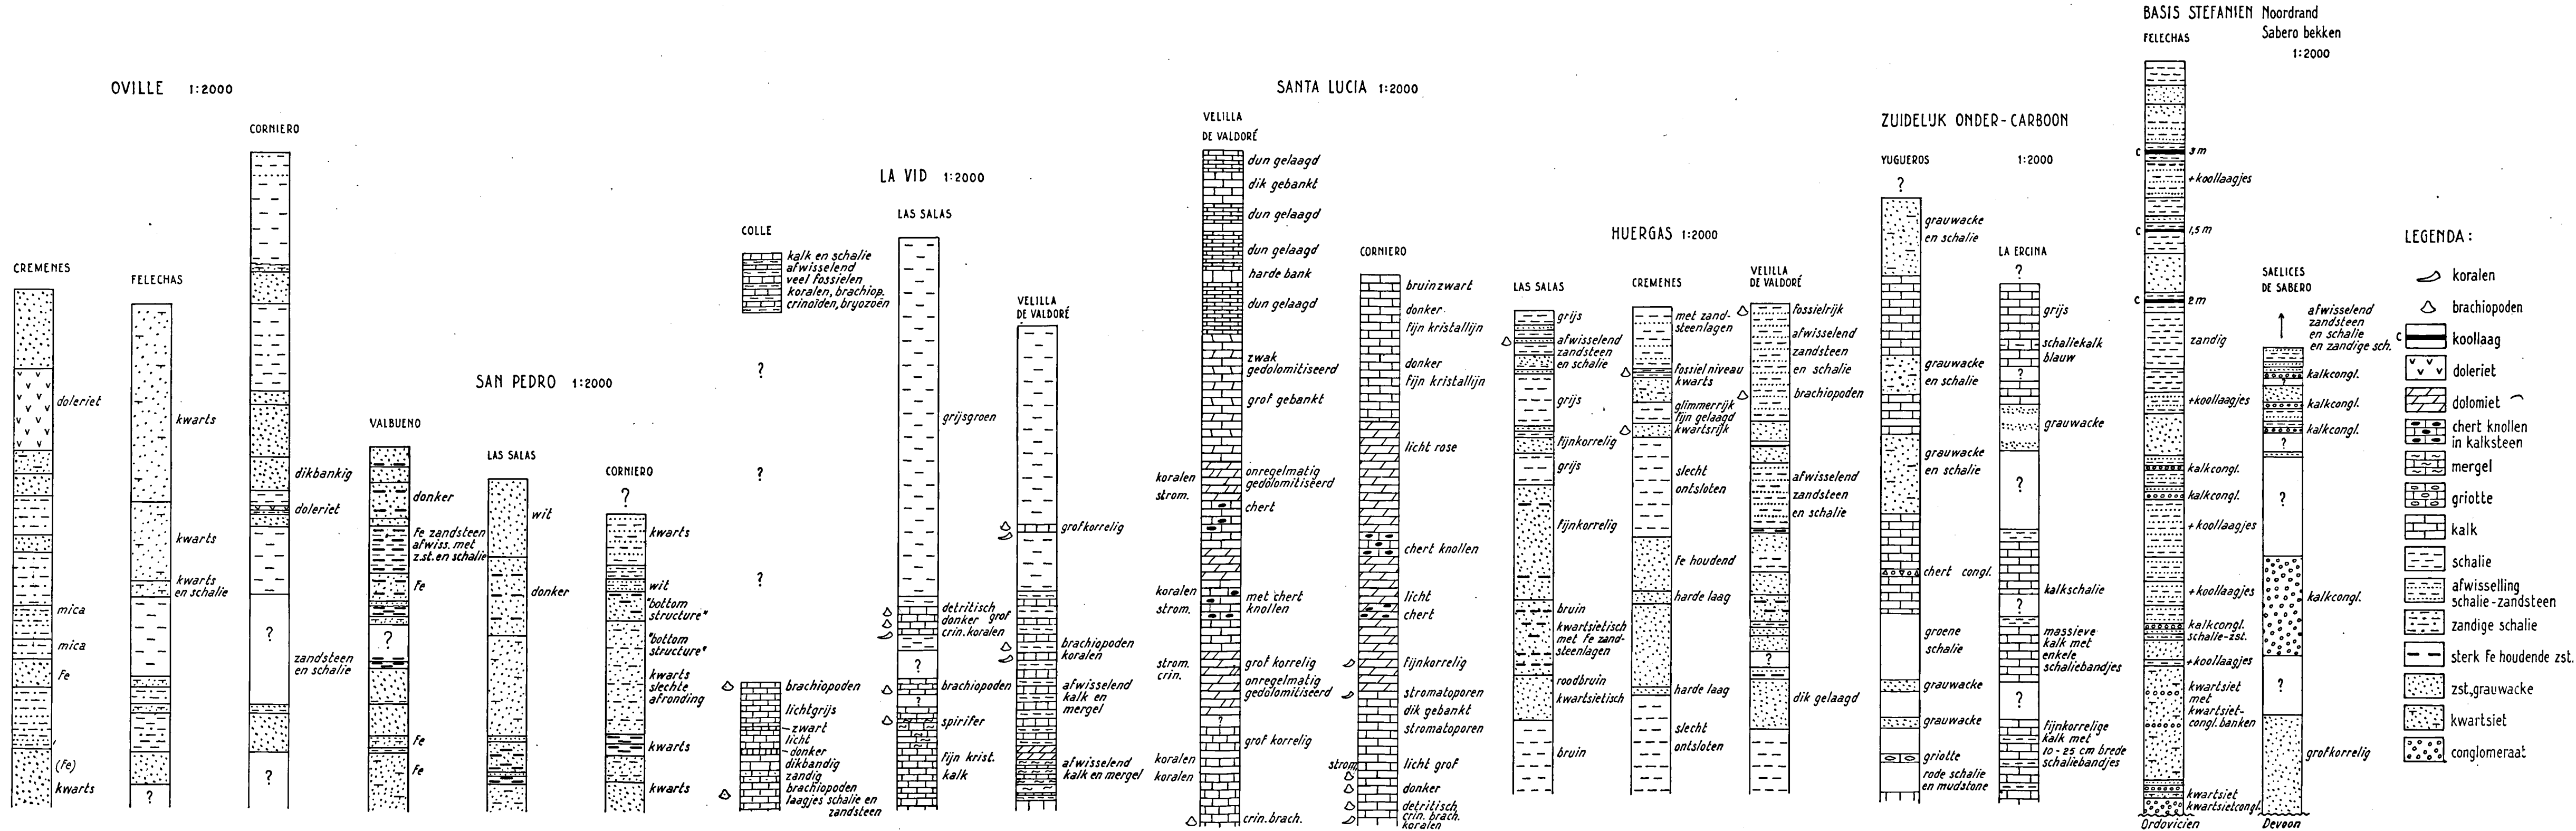 OVILLE 1:2000
CREMENES
doleriet
mica
mica
Fe
(Fe)
kwarts
FELECHAS
kwarts
kwarts
kwarts
en schalie
?
CORNIERO
dikbankig
doleriet
?
zandsteen
en schalie
?
SAN PEDRO 1:2000
VALBUENO
donker
Fe zandsteen
afwiss. met
z.st. en schalie
Fe
?
Fe
Fe
LAS SALAS
wit
donker
CORNIERO
?
kwarts
wit
"bottom
structure"
"bottom
structure"
kwarts
slechte
afronding
kwarts
kwarts
LA VID 1:2000
COLLE
kalk en schalie
afwisselend
veel fossielen
koralen, brachiop.
crinoiden, bryozoën
?
?
?
brachiopoden
lichtgrijs
zwart
licht
donker
dikbandig
zandig
brachiopoden
laagjes schalie en
zandsteen
LAS SALAS
grijsgroen
detritisch
donker grof
crin. koralen
?
brachiopoden
?
spirifer
fijn krist.
kalk
VELILLA
DE VALDORÉ
grofkorrelig
brachiopoden
koralen
afwisselend
kalk en
mergel
afwisselend
kalk en mergel
SANTA LUCIA 1:2000
VELILLA
DE VALDORÉ
dun gelaagd
dik gebankt
dun gelaagd
dun gelaagd
harde bank
dun gelaagd
zwak
gedolomitiseerd
grof gebankt
koralen
strom.
onregelmatig
gedolomitiseerd
chert
koralen
strom.
met chert
knollen
strom.
crin.
grof korrelig
onregelmatig
gedolomitiseerd
?
grof korrelig
koralen
koralen
crin. brach.
CORNIERO
bruinzwart
donker
fijn kristallijn
donker
fijn kristallijn
licht rose
chert knollen
licht
chert
fijnkorrelig
stromatoporen
dik gebankt
stromatoporen
strom.
licht grof
donker
detritisch
crin. brach.
koralen
HUERGAS 1:2000
LAS SALAS
grijs
afwisselend
zandsteen
en schalie
grijs
fijnkorrelig
grijs
fijnkorrelig
bruin
kwartsietisch
met Fe zand-
steenlagen
roodbruin
kwartsietisch
bruin
CREMENES
met zand-
steenlagen
fossiel niveau
kwarts
glimmerrijk
fijn gelaagd
kwartsrijk
slecht
ontsloten
Fe houdend
harde laag
harde laag
slecht
ontsloten
VELILLA
DE VALDORÉ
fossielrijk
afwisselend
zandsteen
en schalie
brachiopoden
afwisselend
zandsteen
en schalie
?
dik gelaagd
ZUIDELIJK ONDER-CARBOON
1:2000
YUGUEROS
?
grauwacke
en schalie
grauwacke
en schalie
grauwacke
en schalie
chert congl.
groene
schalie
grauwacke
grauwacke
griotte
rode schalie
en mudstone
LA ERCINA
?
grijs
schaliekalk
blauw
?
grauwacke
?
kalkschalie
?
massieve
kalk met
enkele
schaliebandjes
?
fijnkorrelige
kalk met
10-25 cm brede
schaliebandjes
BASIS STEFANIEN Noordrand
Sabero bekken
1:2000
FELECHAS
C 3 m
+koollaagjes
C 1,5 m
C 2 m
zandig
+koollaagjes
kalkcongl.
kalkcongl.
+koollaagjes
+koollaagjes
kalkcongl.
schalie-zst.
+koollaagjes
kwartsiet
met
kwartsiet-
congl. banken
kwartsiet
kwartsietcongl.
Ordovicien
SAELICES
DE SABERO
afwisselend
zandsteen
en schalie
en zandige sch.
kalkcongl.
?
kalkcongl.
kalkcongl.
?
?
kalkcongl.
?
grofkorrelig
Devoon
LEGENDA:
koralen
brachiopoden
C koollaag
doleriet
dolomiet
chert knollen
in kalksteen
mergel
griotte
kalk
schalie
afwisseling
schalie-zandsteen
zandige schalie
sterk Fe houdende zst.
zst., grauwacke
kwartsiet
conglomeraat